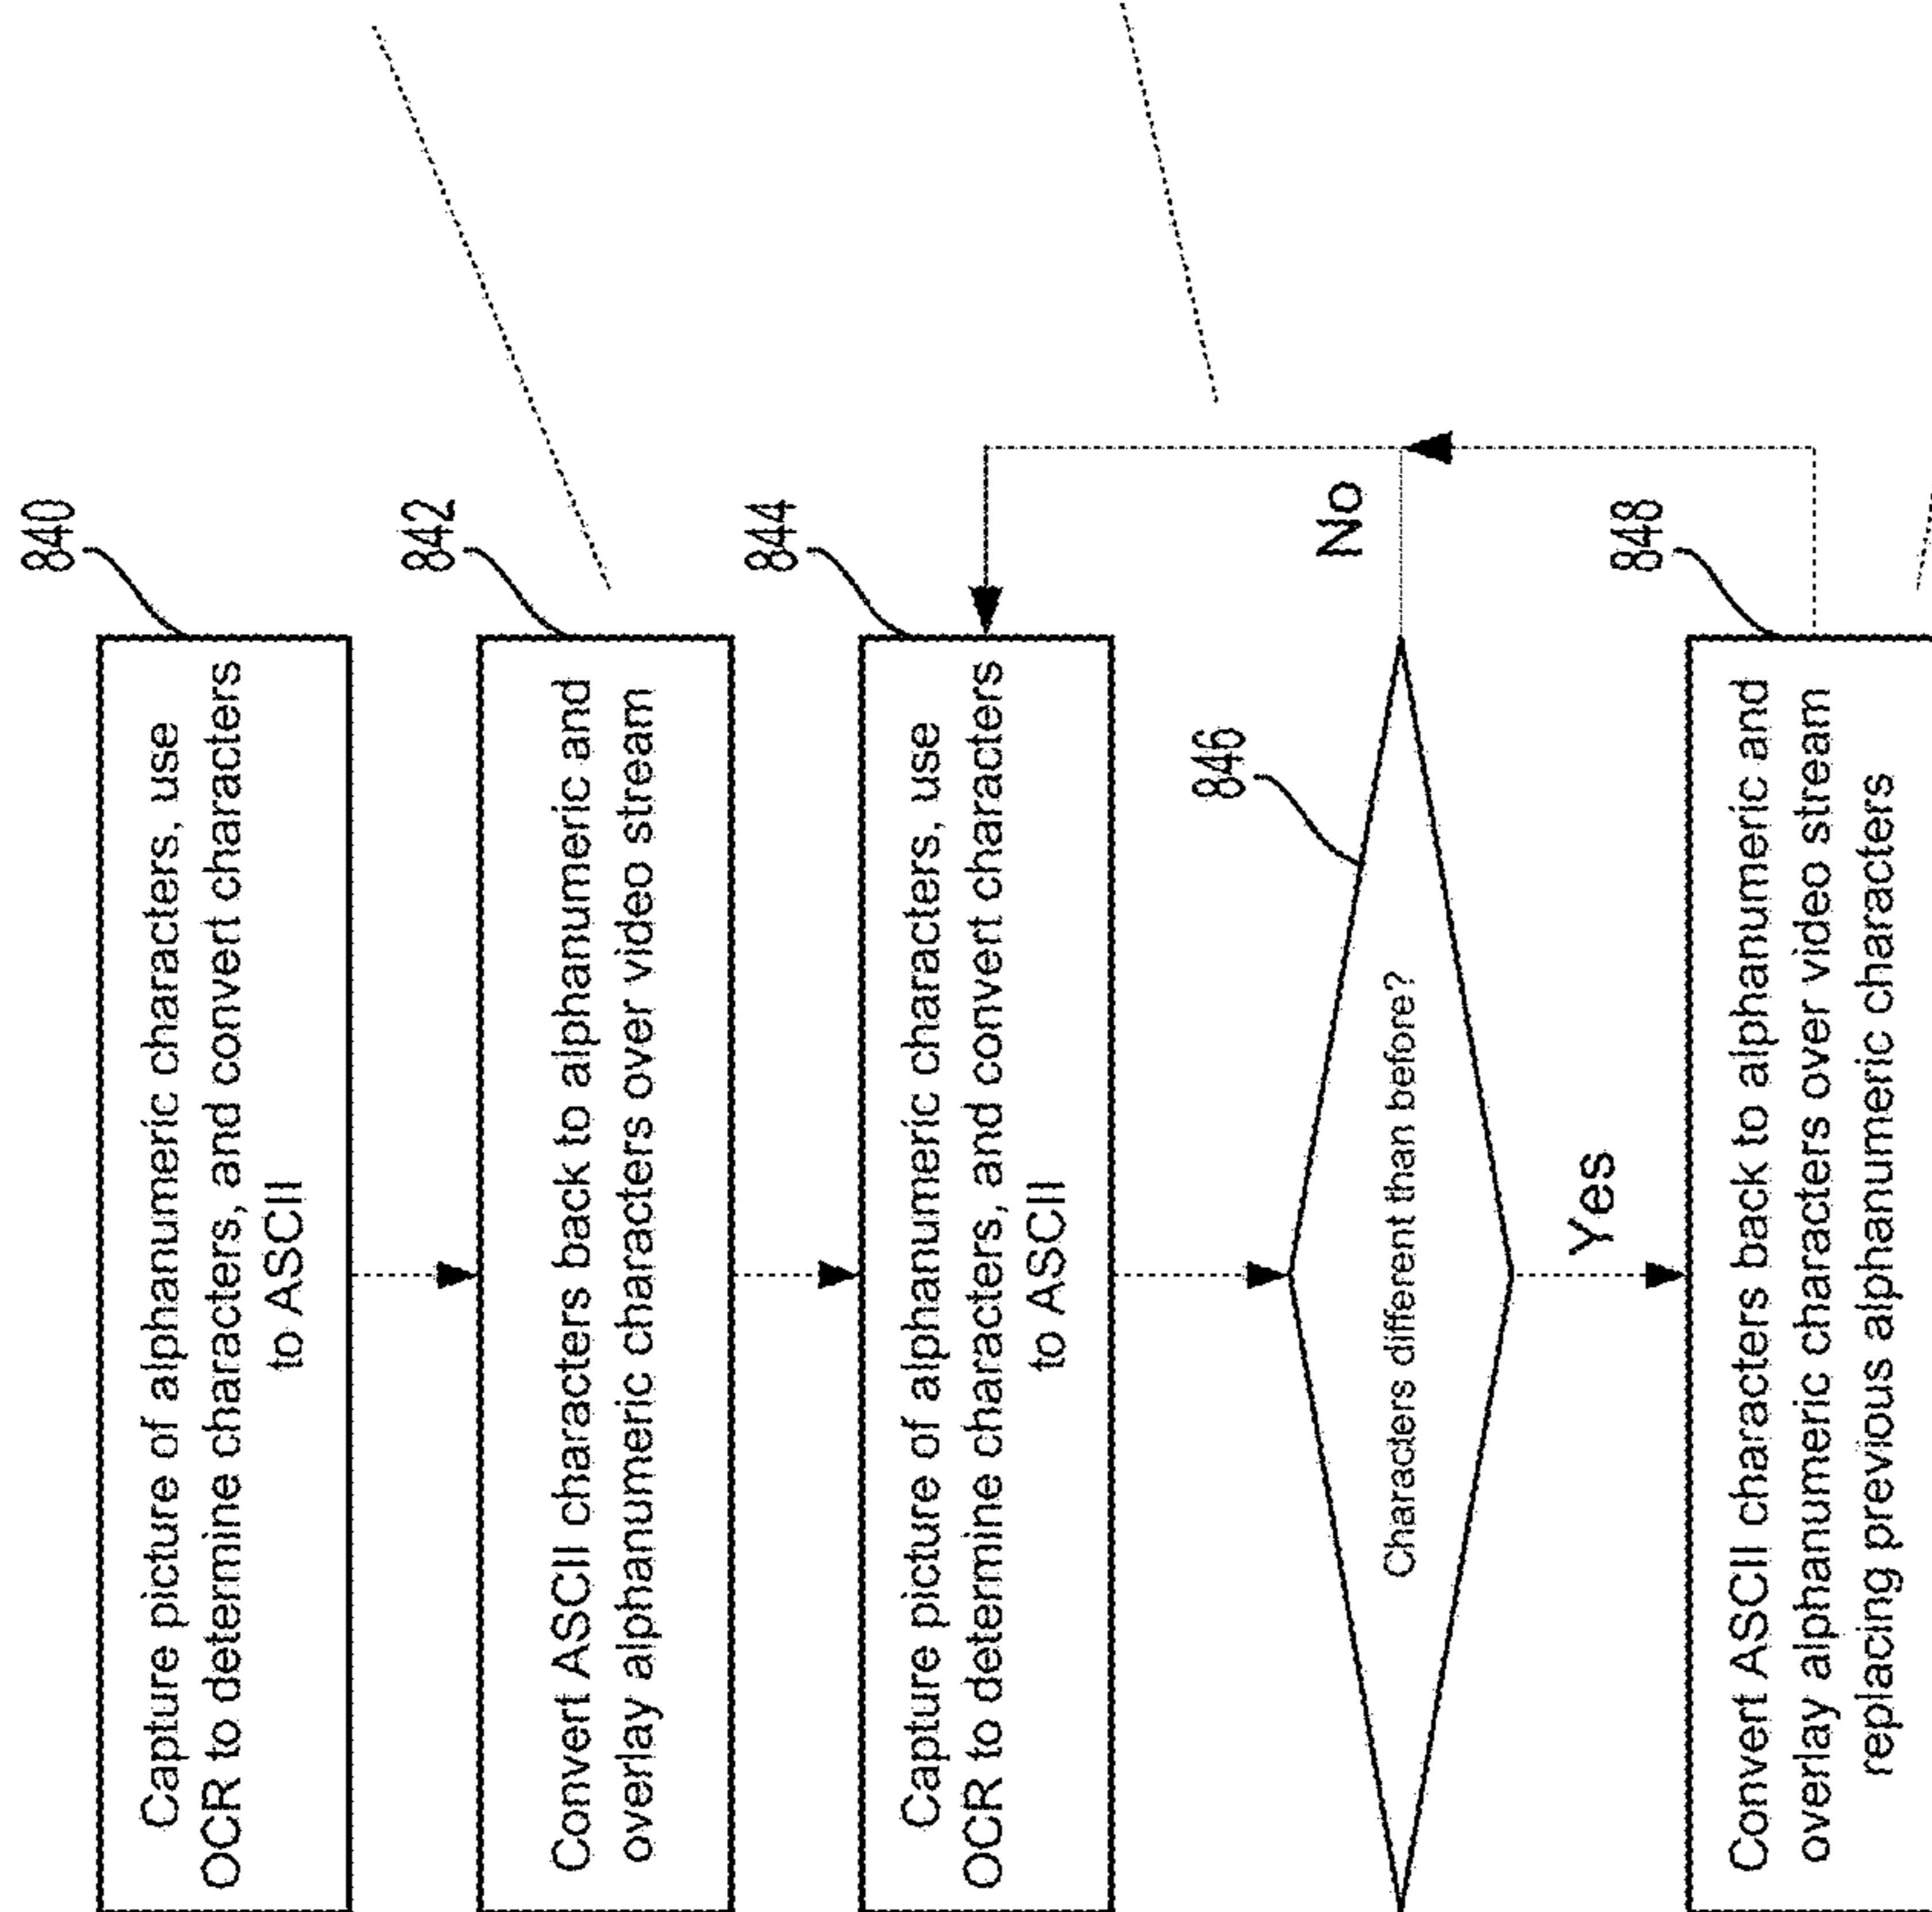 840
Capture picture of alphanumeric characters, use
OCR to determine characters, and convert characters
to ASCII
842
Convert ASCII characters back to alphanumeric and
overlay alphanumeric characters over video stream
844
Capture picture of alphanumeric characters, use
OCR to determine characters, and convert characters
to ASCII
846
Characters different than before?
No
Yes
848
Convert ASCII characters back to alphanumeric and
overlay alphanumeric characters over video stream
replacing previous alphanumeric characters